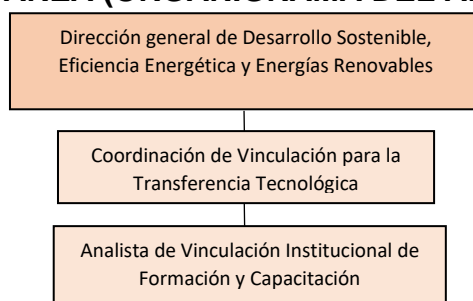 Dirección general de Desarrollo Sostenible,
Eficiencia Energética y Energías Renovables
Coordinación de Vinculación para la
Transferencia Tecnológica
Analista de Vinculación Institucional de
Formación y Capacitación